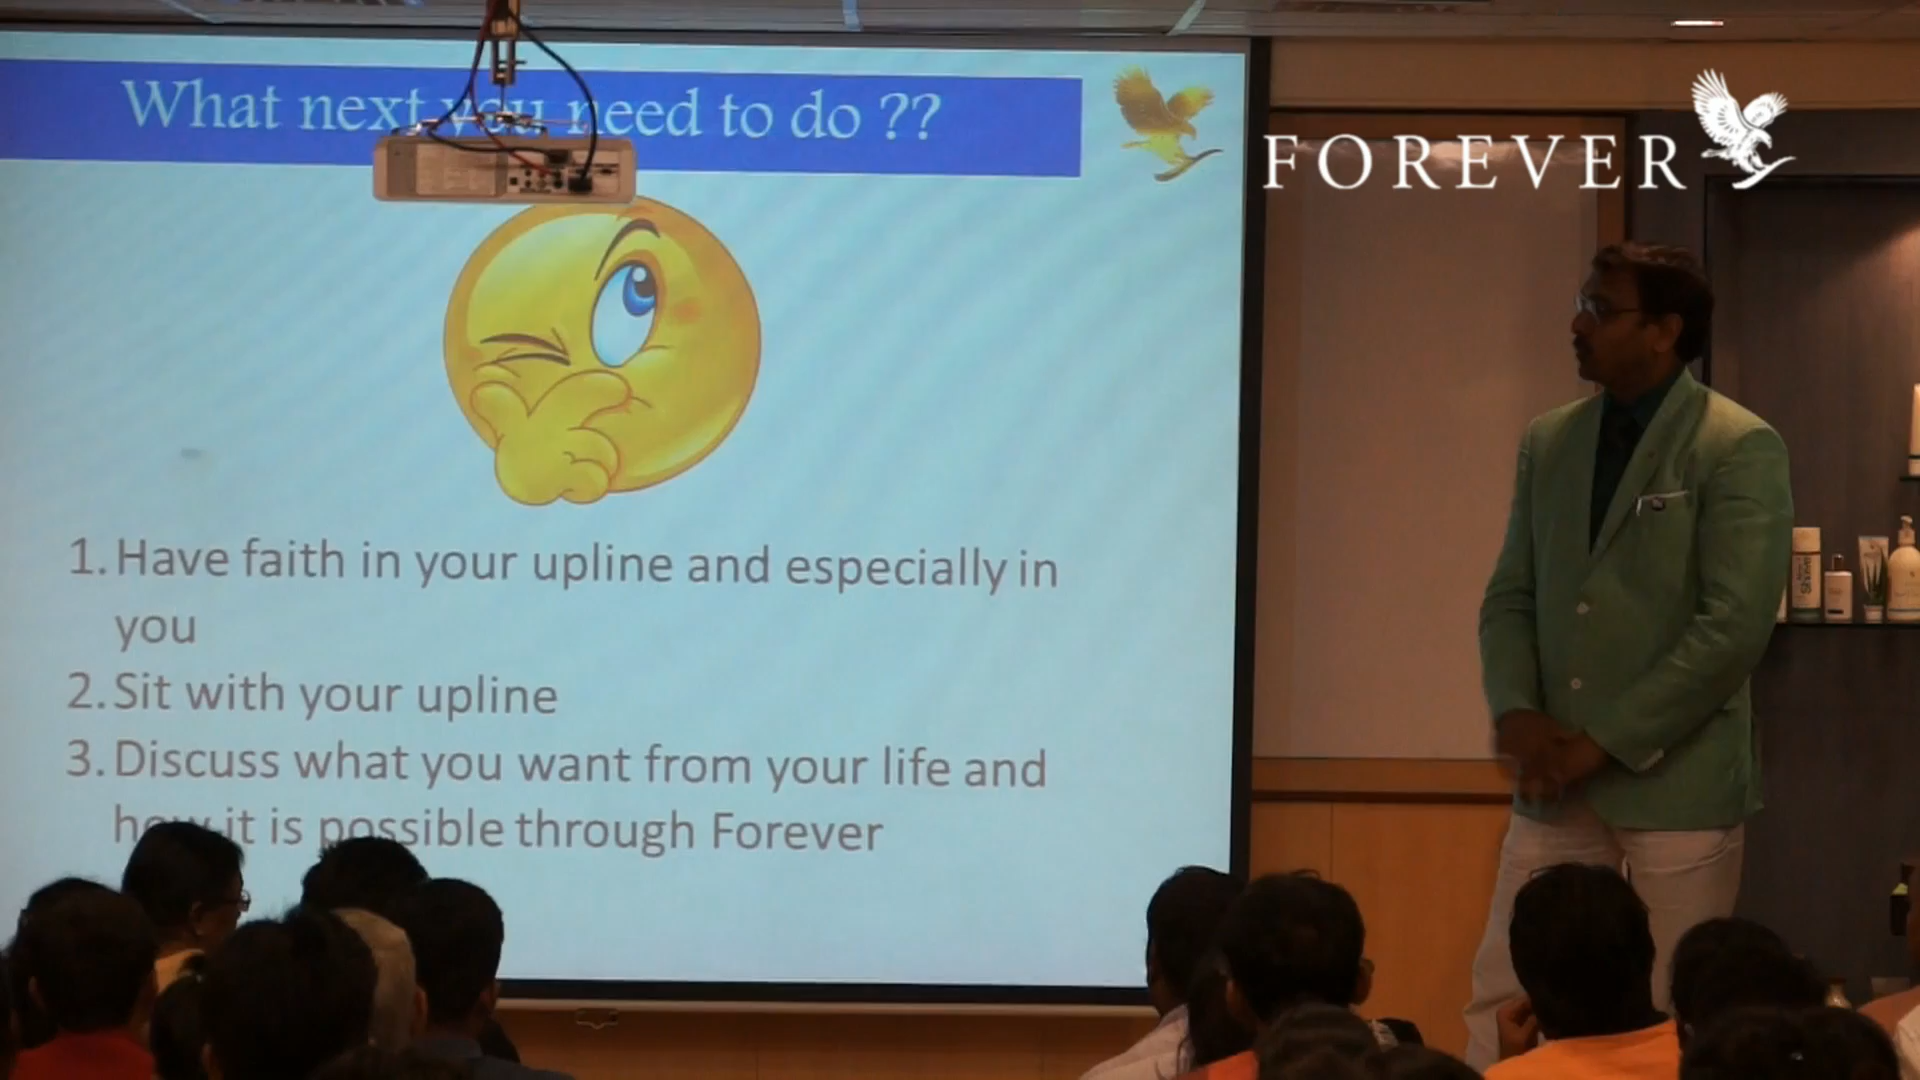 What next you need to do ??
FOREVER
1. Have faith in your upline and especially in
you
2. Sit with your upline
3. Discuss what you want from your life and
how it is possible through Forever